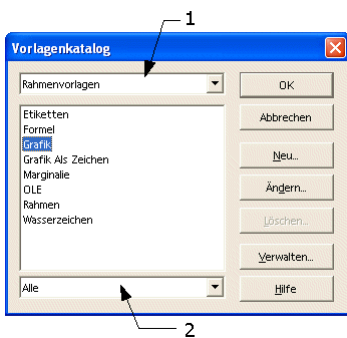 1
Vorlagenkatalog
Rahmenvorlagen
OK
Etiketten
Formel
Grafik
Grafik Als Zeichen
Marginalie
OLE
Rahmen
Wasserzeichen
Abbrechen
Neu...
Ändern...
Löschen...
Verwalten...
Alle
Hilfe
2